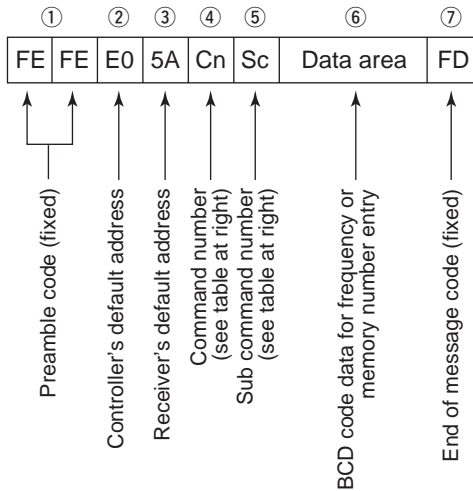 ① ② ③ ④ ⑤ ⑥ ⑦
FE FE E0 5A Cn Sc Data area FD
Preamble code (fixed)
Controller's default address
Receiver's default address
Command number
(see table at right)
Sub command number
(see table at right)
BCD code data for frequency or
memory number entry
End of message code (fixed)